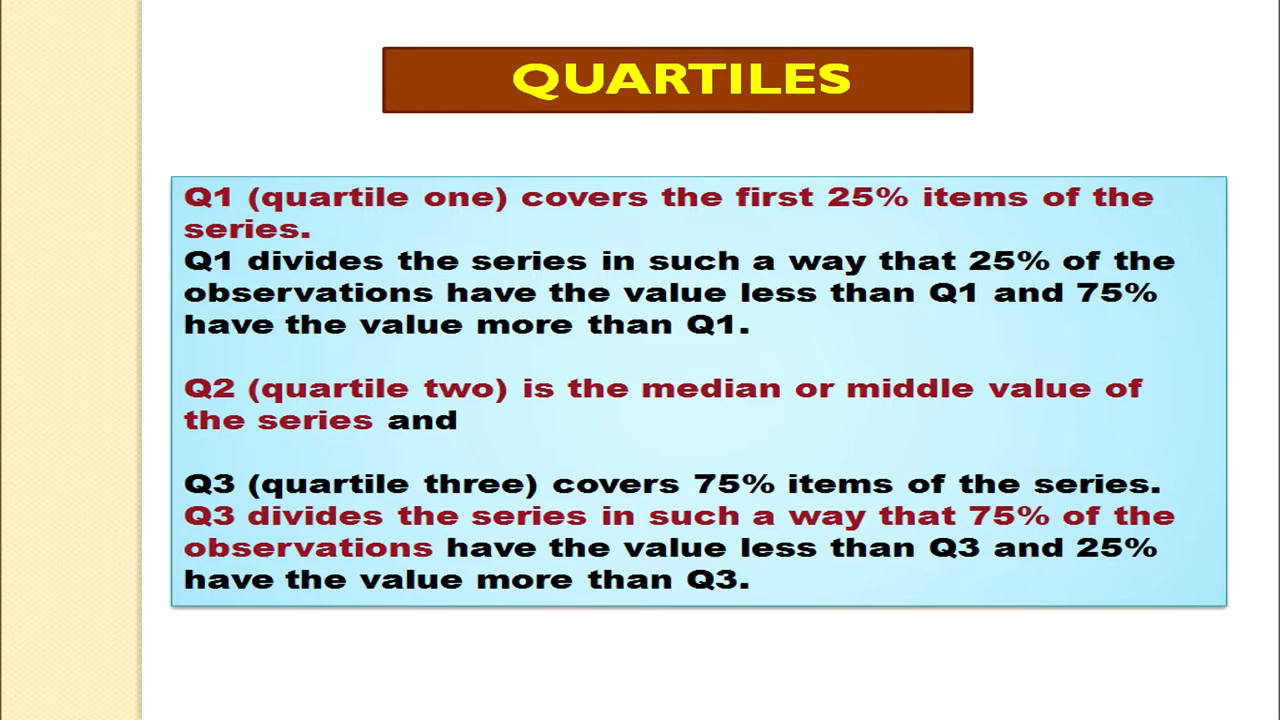 QUARTILES
Q1 (quartile one) covers the first 25% items of the
series.
Q1 divides the series in such a way that 25% of the
observations have the value less than Q1 and 75%
have the value more than Q1.
Q2 (quartile two) is the median or middle value of
the series and
Q3 (quartile three) covers 75% items of the series.
Q3 divides the series in such a way that 75% of the
observations have the value less than Q3 and 25%
have the value more than Q3.